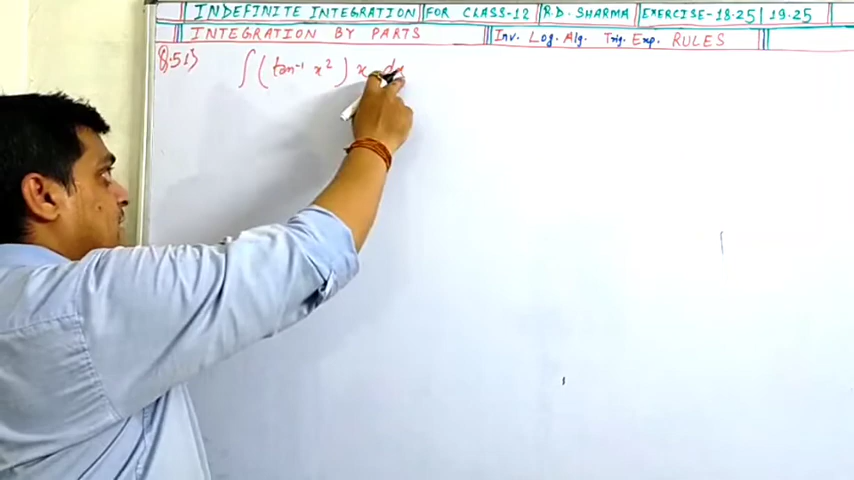 INDEFINITE INTEGRATION FOR CLASS-12 R.D. SHARMA EXERCISE-18.25 19.25
INTEGRATION BY PARTS Inv. Log. Alg. Trig. Exp. RULES
Q.51) ∫ ( tan⁻¹ x² ) x dx